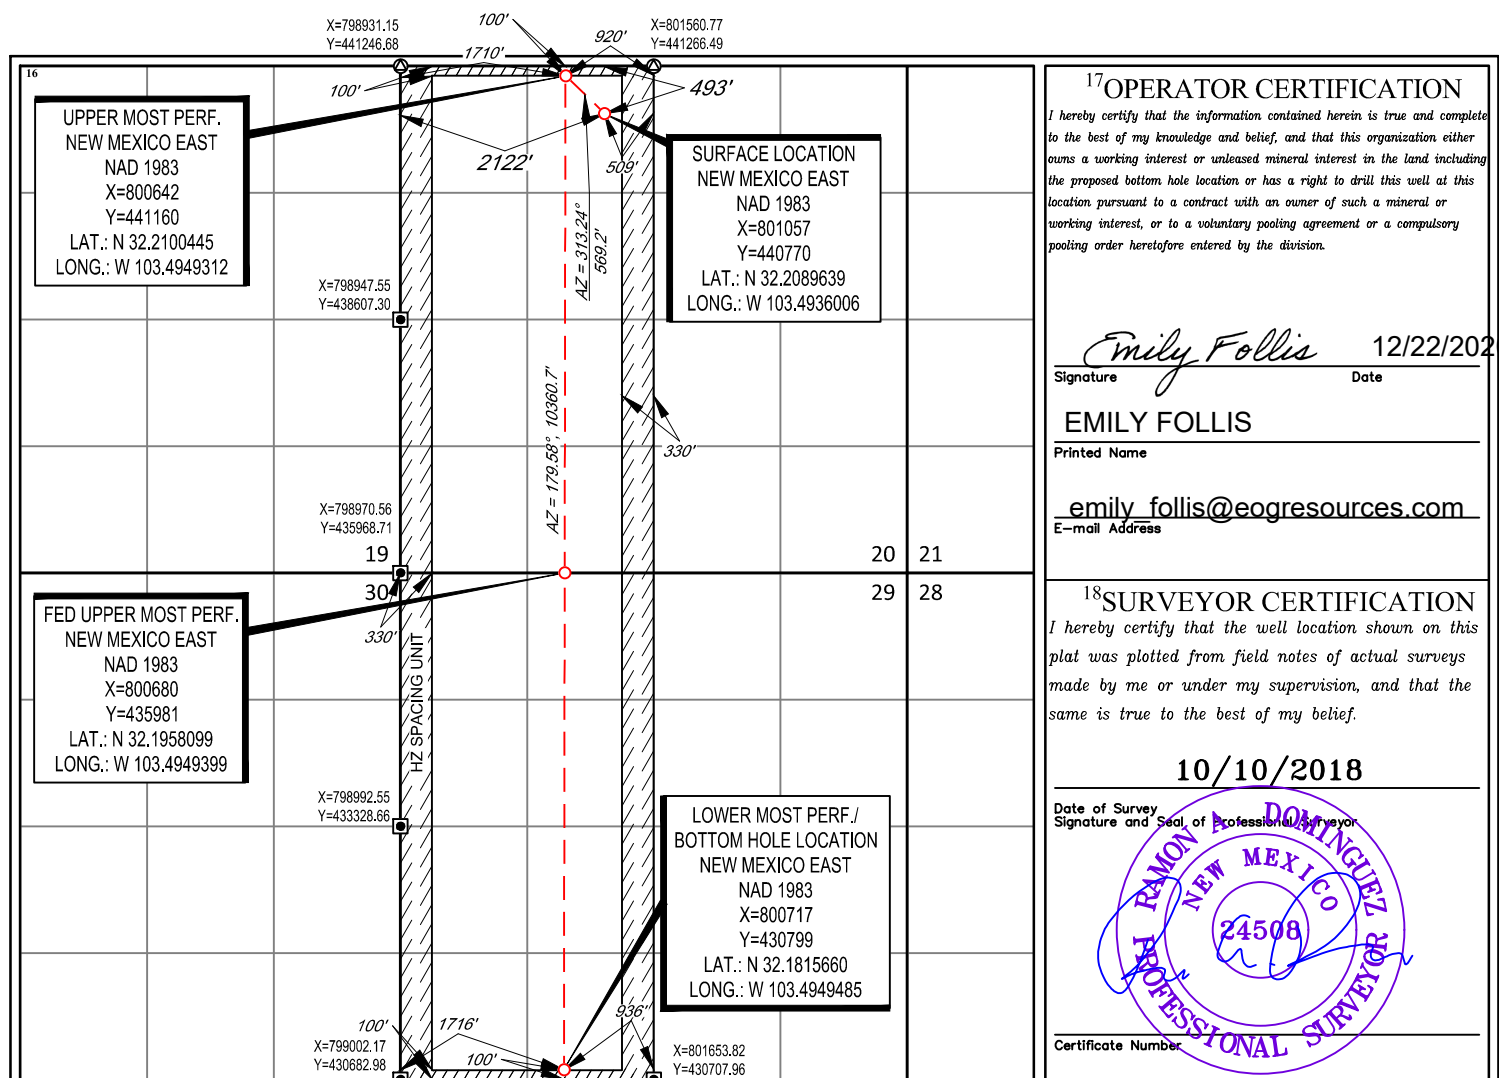 X=798931.15
Y=441246.68
100'
X=801560.77
Y=441266.49
920'
1710'
16
100'
493'
UPPER MOST PERF.
NEW MEXICO EAST
NAD 1983
X=800642
Y=441160
LAT.: N 32.2100445
LONG.: W 103.4949312
2122'
509'
SURFACE LOCATION
NEW MEXICO EAST
NAD 1983
X=801057
Y=440770
LAT.: N 32.2089639
LONG.: W 103.4936006
AZ = 313.24°
569.2'
X=798947.55
Y=438607.30
AZ = 179.58°, 10360.7'
330'
X=798970.56
Y=435968.71
19
20
21
30
29
28
330'
FED UPPER MOST PERF.
NEW MEXICO EAST
NAD 1983
X=800680
Y=435981
LAT.: N 32.1958099
LONG.: W 103.4949399
HZ SPACING UNIT
X=798992.55
Y=433328.66
LOWER MOST PERF./
BOTTOM HOLE LOCATION
NEW MEXICO EAST
NAD 1983
X=800717
Y=430799
LAT.: N 32.1815660
LONG.: W 103.4949485
936'
100'
1716'
100'
X=799002.17
Y=430682.98
X=801653.82
Y=430707.96
17OPERATOR CERTIFICATION
I hereby certify that the information contained herein is true and complete
to the best of my knowledge and belief, and that this organization either
owns a working interest or unleased mineral interest in the land including
the proposed bottom hole location or has a right to drill this well at this
location pursuant to a contract with an owner of such a mineral or
working interest, or to a voluntary pooling agreement or a compulsory
pooling order heretofore entered by the division.
Emily Follis 12/22/202
Signature Date
EMILY FOLLIS
Printed Name
emily_follis@eogresources.com
E-mail Address
18SURVEYOR CERTIFICATION
I hereby certify that the well location shown on this
plat was plotted from field notes of actual surveys
made by me or under my supervision, and that the
same is true to the best of my belief.
10/10/2018
Date of Survey
Signature and Seal of Professional Surveyor
RAMON A. DOMINGUEZ
NEW MEXICO
24508
PROFESSIONAL SURVEYOR
Certificate Number